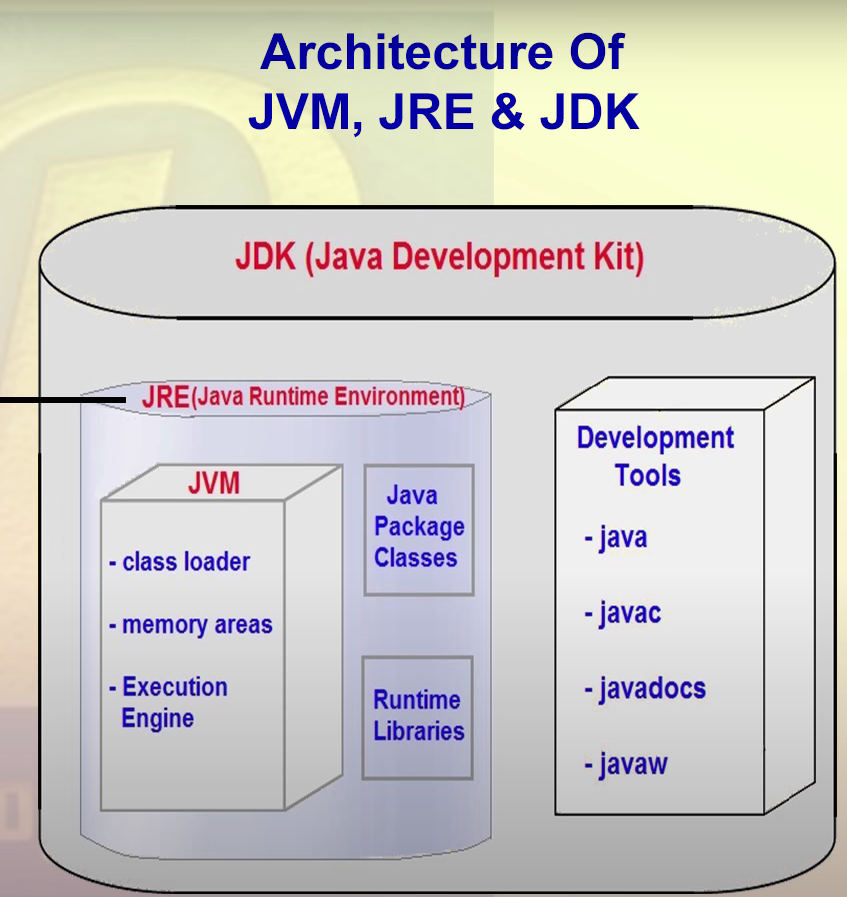 Architecture Of
JVM, JRE & JDK
JDK (Java Development Kit)
JRE(Java Runtime Environment)
JVM
- class loader
- memory areas
- Execution
Engine
Java
Package
Classes
Runtime
Libraries
Development
Tools
- java
- javac
- javadocs
- javaw